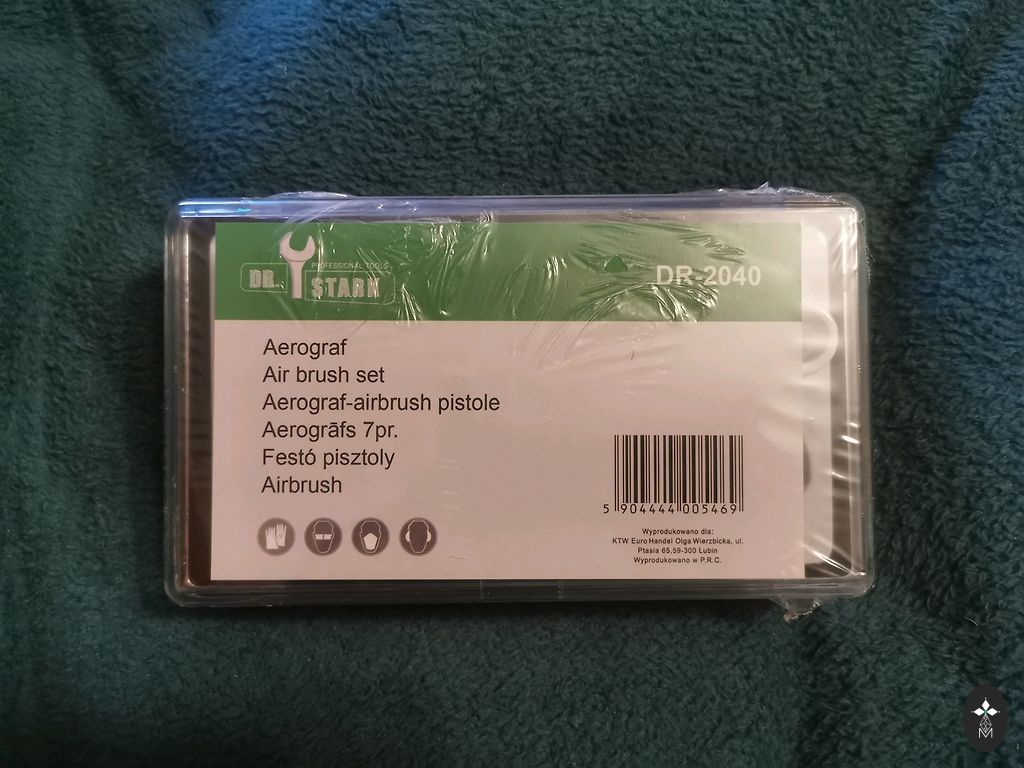 DR.
PROFESSIONAL TOOLS
STARK
DR-2040
Aerograf
Air brush set
Aerograf-airbrush pistole
Aerogrāfs 7pr.
Festó pisztoly
Airbrush
5 904444 005469
Wyprodukowano dla:
KTW Euro Handel Olga Wierzbicka, ul.
Ptasia 65,59-300 Lubin
Wyprodukowano w P.R.C.
M